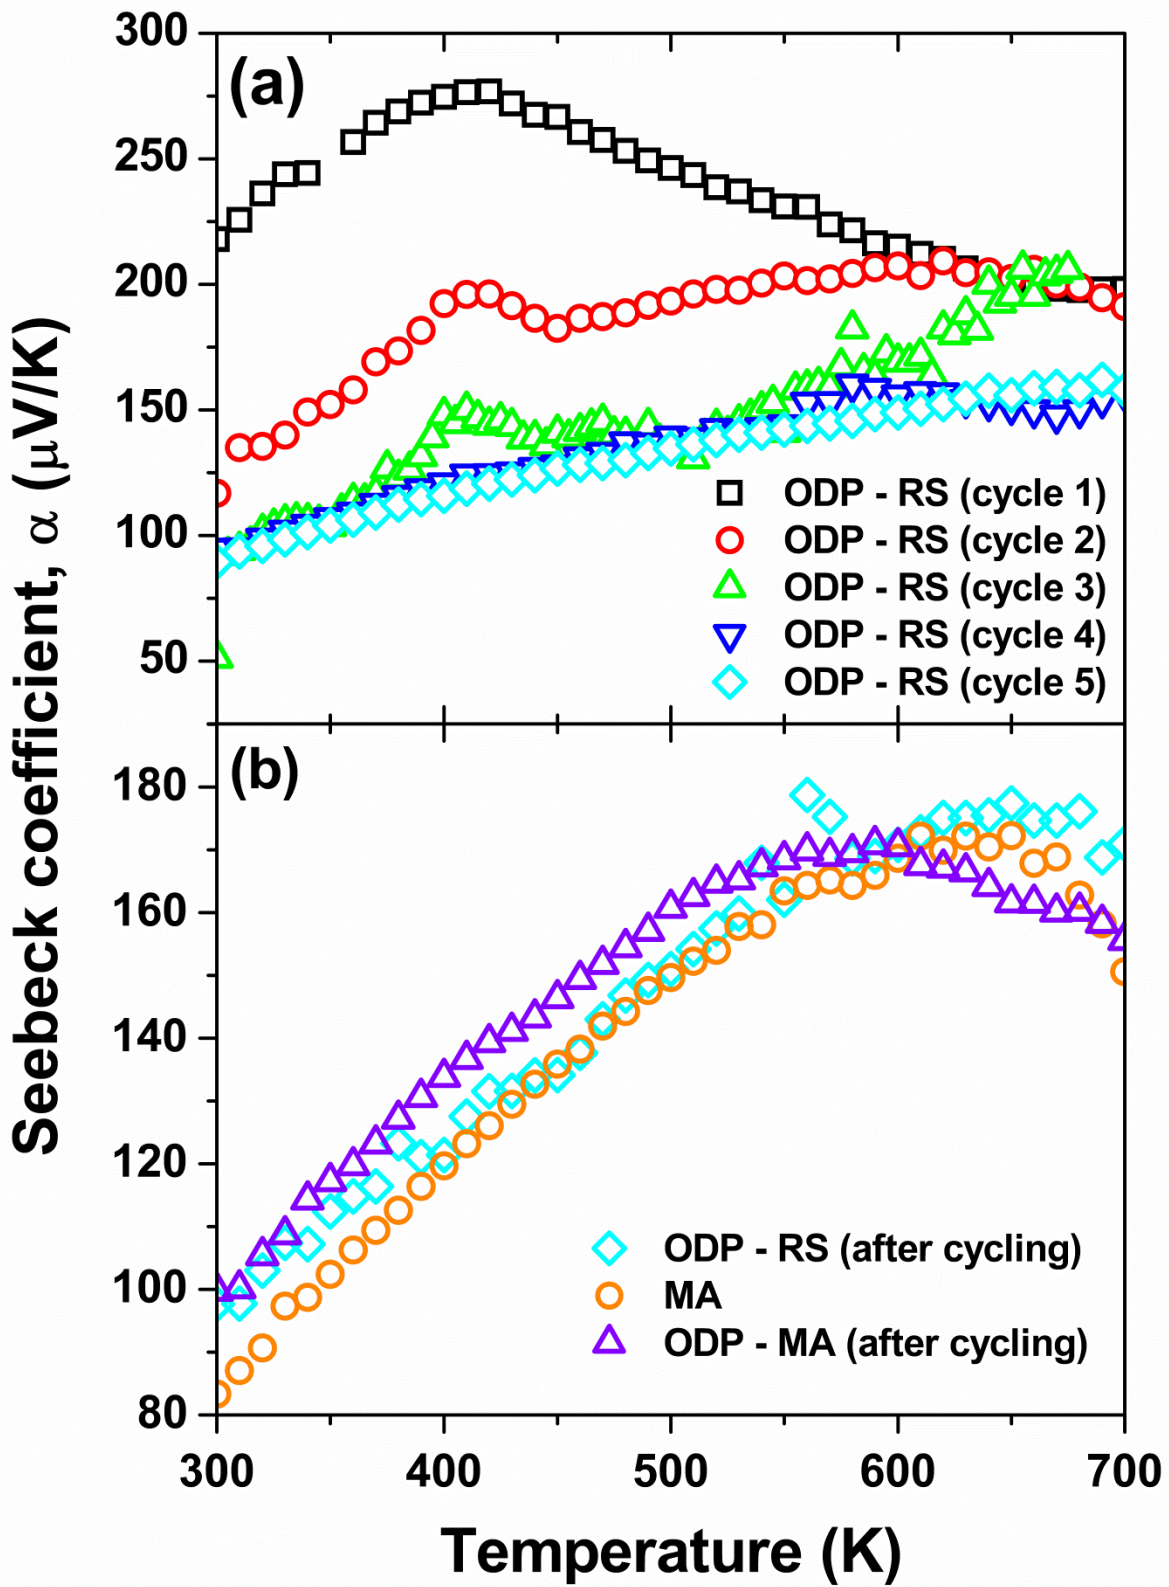 Seebeck coefficient, α (μV/K)
300
(a)
250
200
150
100
50
ODP - RS (cycle 1)
ODP - RS (cycle 2)
ODP - RS (cycle 3)
ODP - RS (cycle 4)
ODP - RS (cycle 5)
(b)
180
160
140
120
100
80
ODP - RS (after cycling)
MA
ODP - MA (after cycling)
300 400 500 600 700
Temperature (K)